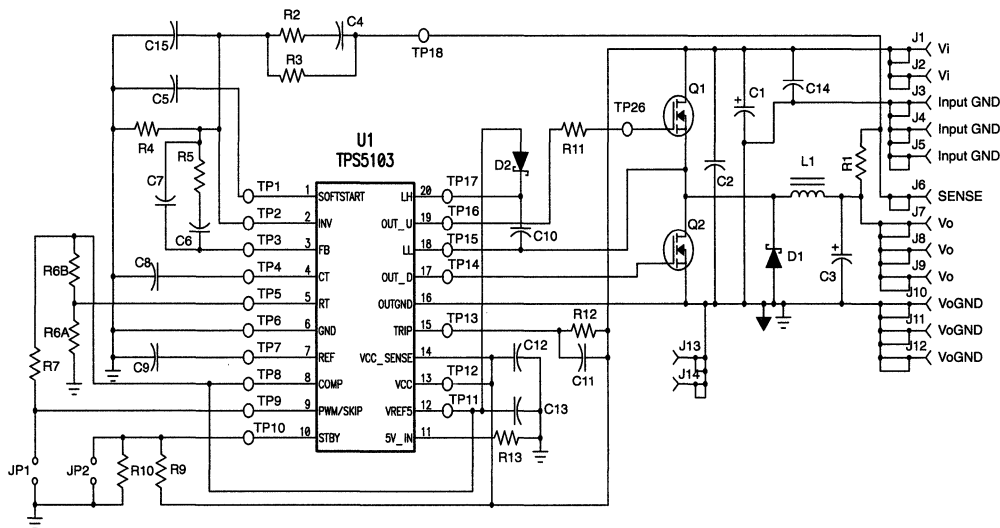 J1
Vi
J2
Vi
J3
Input GND
J4
Input GND
J5
Input GND
J6
SENSE
J7
Vo
J8
Vo
J9
Vo
J10
VoGND
J11
VoGND
J12
VoGND
J13
J14
C15
R2
C4
R3
TP18
C5
R4
R5
C7
C6
U1
TPS5103
TP1
1
SOFTSTART
TP2
2
INV
TP3
3
FB
TP4
4
CT
TP5
5
RT
TP6
6
GND
TP7
7
REF
TP8
8
COMP
TP9
9
PWM/SKIP
TP10
10
STBY
LH
20
TP17
OUT_U
19
TP16
LL
18
TP15
OUT_D
17
TP14
OUTGND
16
TRIP
15
TP13
VCC_SENSE
14
VCC
13
TP12
VREF5
12
TP11
5V_IN
11
C8
R6B
R6A
R7
C9
JP1
JP2
R10
R9
D2
C10
R11
TP26
Q1
Q2
C1
C14
C2
L1
R1
D1
C3
R12
C11
C12
C13
R13